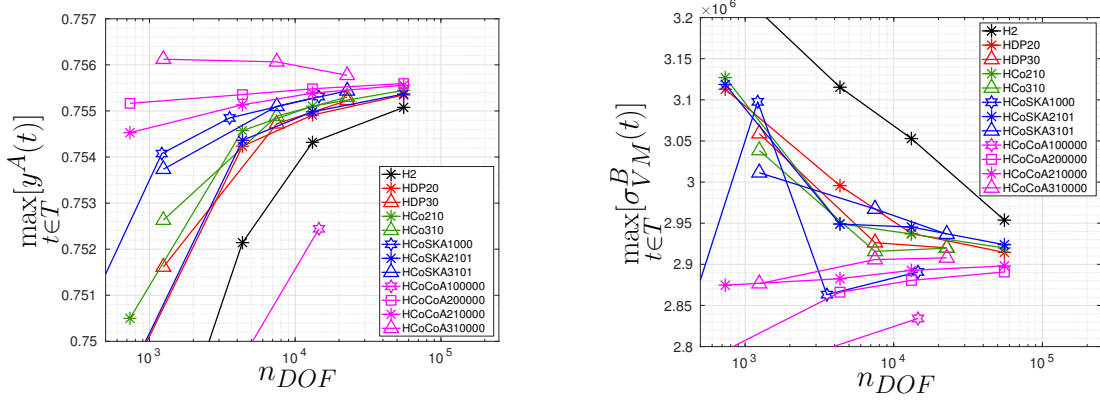 0.757
0.756
0.755
0.754
0.753
0.752
0.751
0.75
max[y^A(t)]
t∈T
10^3
10^4
10^5
n_DOF
H2
HDP20
HDP30
HCo210
HCo310
HCoSKA1000
HCoSKA2101
HCoSKA3101
HCoCoA100000
HCoCoA200000
HCoCoA210000
HCoCoA310000
×10^6
3.2
3.1
3.1
3
2.95
2.9
2.85
2.8
max[σ^B_VM(t)]
t∈T
10^3
10^4
10^5
n_DOF
H2
HDP20
HDP30
HCo210
HCo310
HCoSKA1000
HCoSKA2101
HCoSKA3101
HCoCoA100000
HCoCoA200000
HCoCoA210000
HCoCoA310000